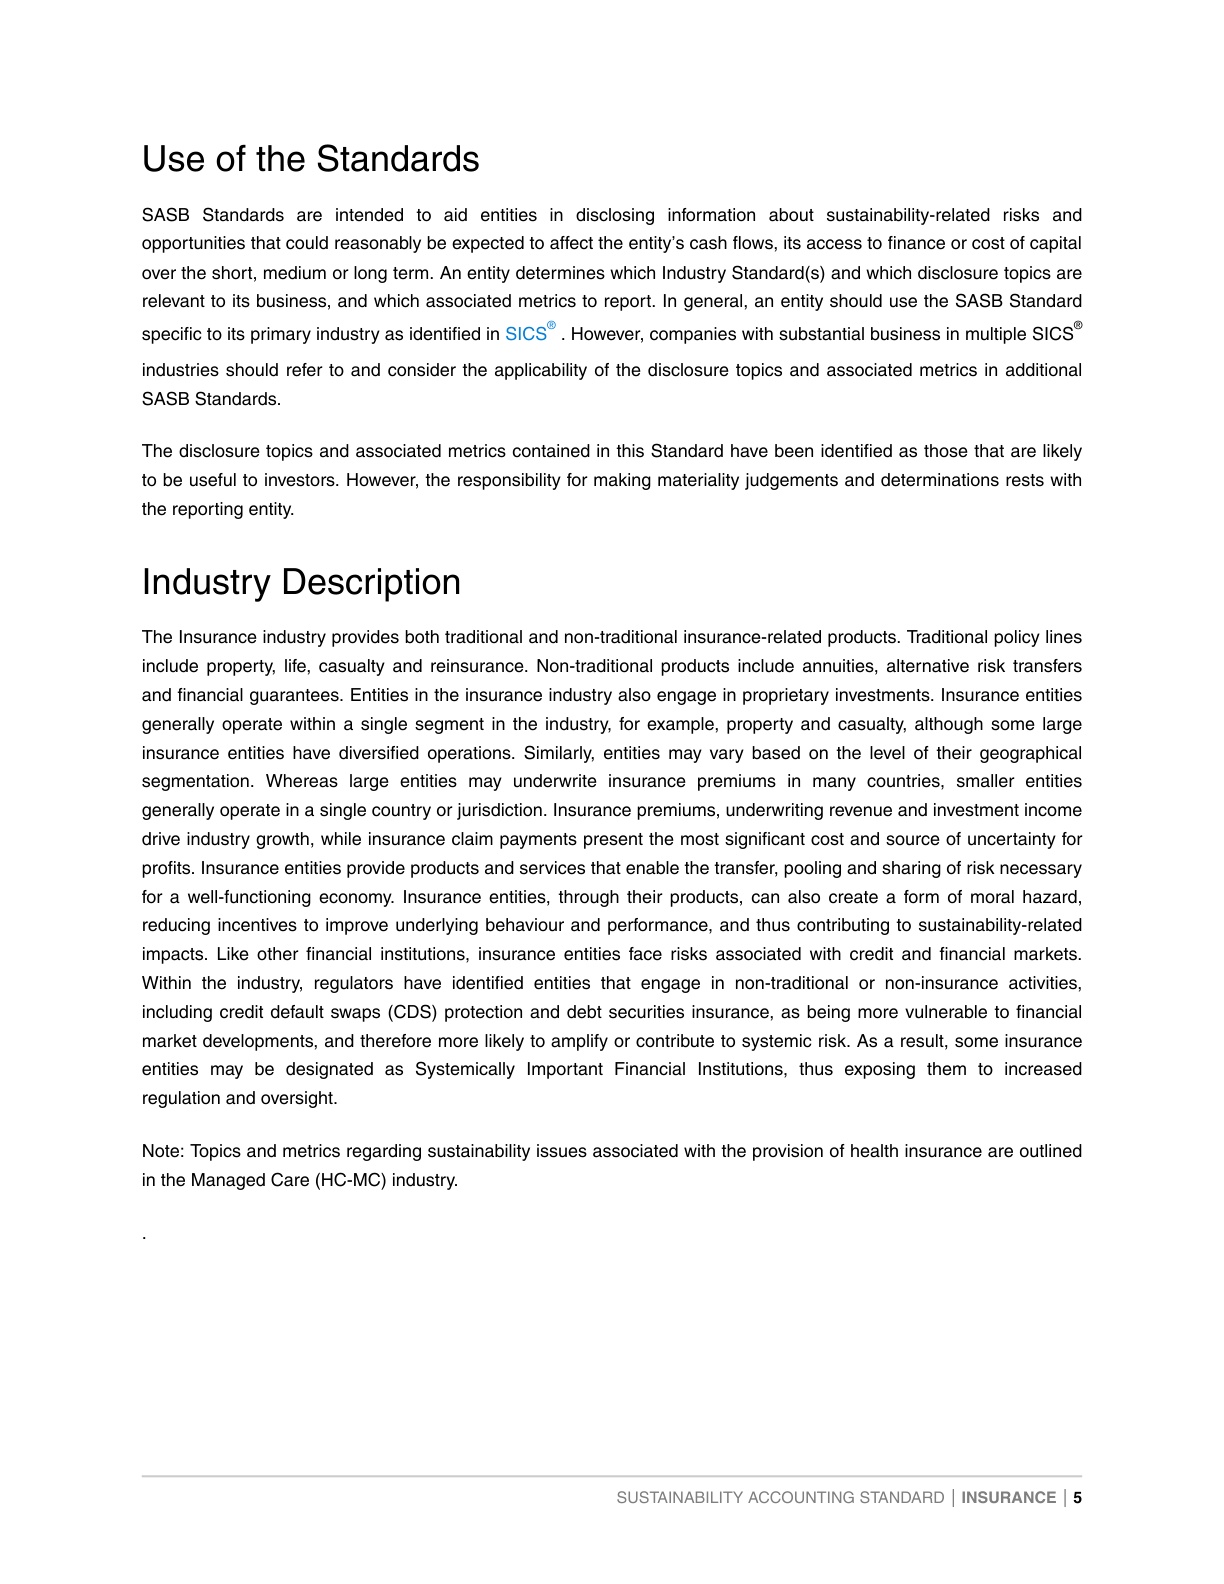 Use of the Standards
SASB Standards are intended to aid entities in disclosing information about sustainability-related risks and
opportunities that could reasonably be expected to affect the entity’s cash flows, its access to finance or cost of capital
over the short, medium or long term. An entity determines which Industry Standard(s) and which disclosure topics are
relevant to its business, and which associated metrics to report. In general, an entity should use the SASB Standard
specific to its primary industry as identified in SICS® . However, companies with substantial business in multiple SICS®
industries should refer to and consider the applicability of the disclosure topics and associated metrics in additional
SASB Standards.
The disclosure topics and associated metrics contained in this Standard have been identified as those that are likely
to be useful to investors. However, the responsibility for making materiality judgements and determinations rests with
the reporting entity.
Industry Description
The Insurance industry provides both traditional and non-traditional insurance-related products. Traditional policy lines
include property, life, casualty and reinsurance. Non-traditional products include annuities, alternative risk transfers
and financial guarantees. Entities in the insurance industry also engage in proprietary investments. Insurance entities
generally operate within a single segment in the industry, for example, property and casualty, although some large
insurance entities have diversified operations. Similarly, entities may vary based on the level of their geographical
segmentation. Whereas large entities may underwrite insurance premiums in many countries, smaller entities
generally operate in a single country or jurisdiction. Insurance premiums, underwriting revenue and investment income
drive industry growth, while insurance claim payments present the most significant cost and source of uncertainty for
profits. Insurance entities provide products and services that enable the transfer, pooling and sharing of risk necessary
for a well-functioning economy. Insurance entities, through their products, can also create a form of moral hazard,
reducing incentives to improve underlying behaviour and performance, and thus contributing to sustainability-related
impacts. Like other financial institutions, insurance entities face risks associated with credit and financial markets.
Within the industry, regulators have identified entities that engage in non-traditional or non-insurance activities,
including credit default swaps (CDS) protection and debt securities insurance, as being more vulnerable to financial
market developments, and therefore more likely to amplify or contribute to systemic risk. As a result, some insurance
entities may be designated as Systemically Important Financial Institutions, thus exposing them to increased
regulation and oversight.
Note: Topics and metrics regarding sustainability issues associated with the provision of health insurance are outlined
in the Managed Care (HC-MC) industry.
.
SUSTAINABILITY ACCOUNTING STANDARD | INSURANCE | 5